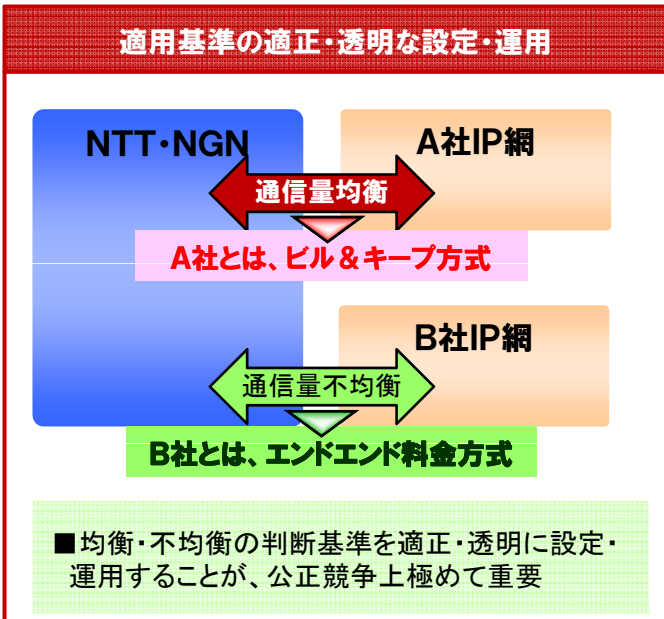 適用基準の適正・透明な設定・運用
NTT・NGN
A社IP網
通信量均衡
A社とは、ビル＆キープ方式
B社IP網
通信量不均衡
B社とは、エンドエンド料金方式
■均衡・不均衡の判断基準を適正・透明に設定・
運用することが、公正競争上極めて重要